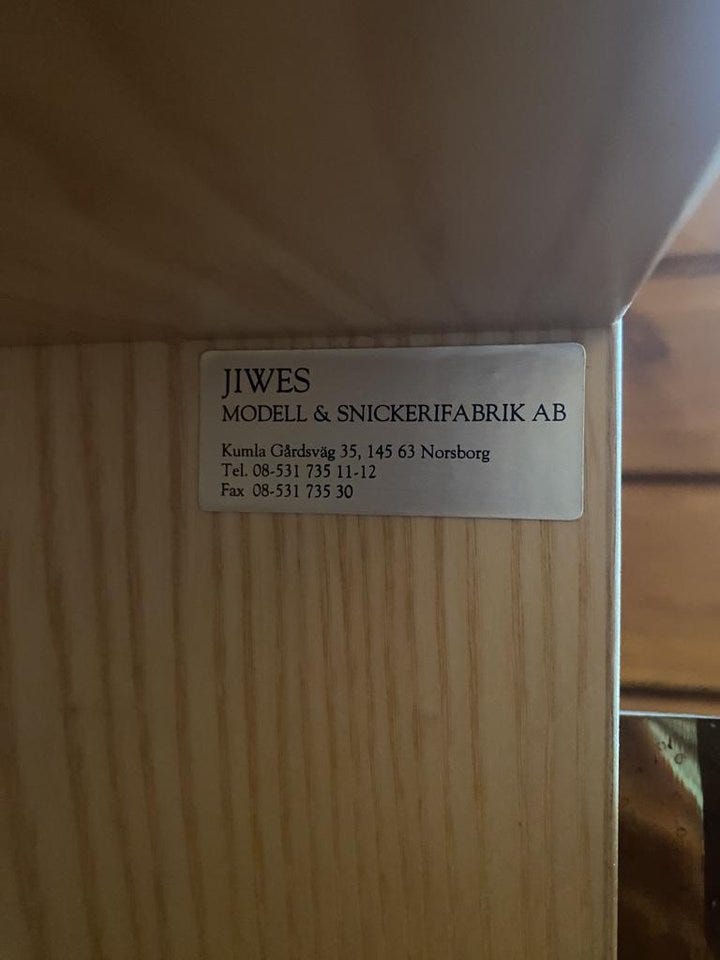 JIWES
MODELL & SNICKERIFABRIK AB
Kumla Gårdsväg 35, 145 63 Norsborg
Tel. 08-531 735 11-12
Fax 08-531 735 30